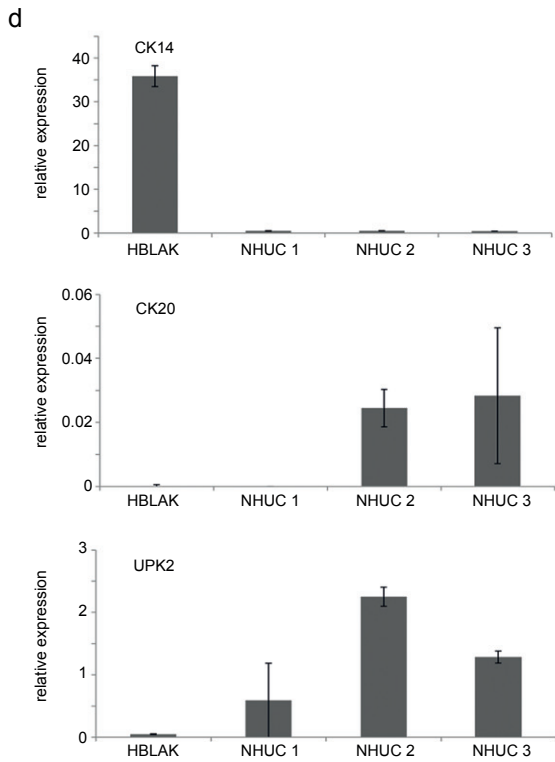 d
CK14
relative expression
40
30
20
10
0
HBLAK NHUC 1 NHUC 2 NHUC 3
CK20
relative expression
0.06
0.04
0.02
0
HBLAK NHUC 1 NHUC 2 NHUC 3
UPK2
relative expression
3
2
1
0
HBLAK NHUC 1 NHUC 2 NHUC 3